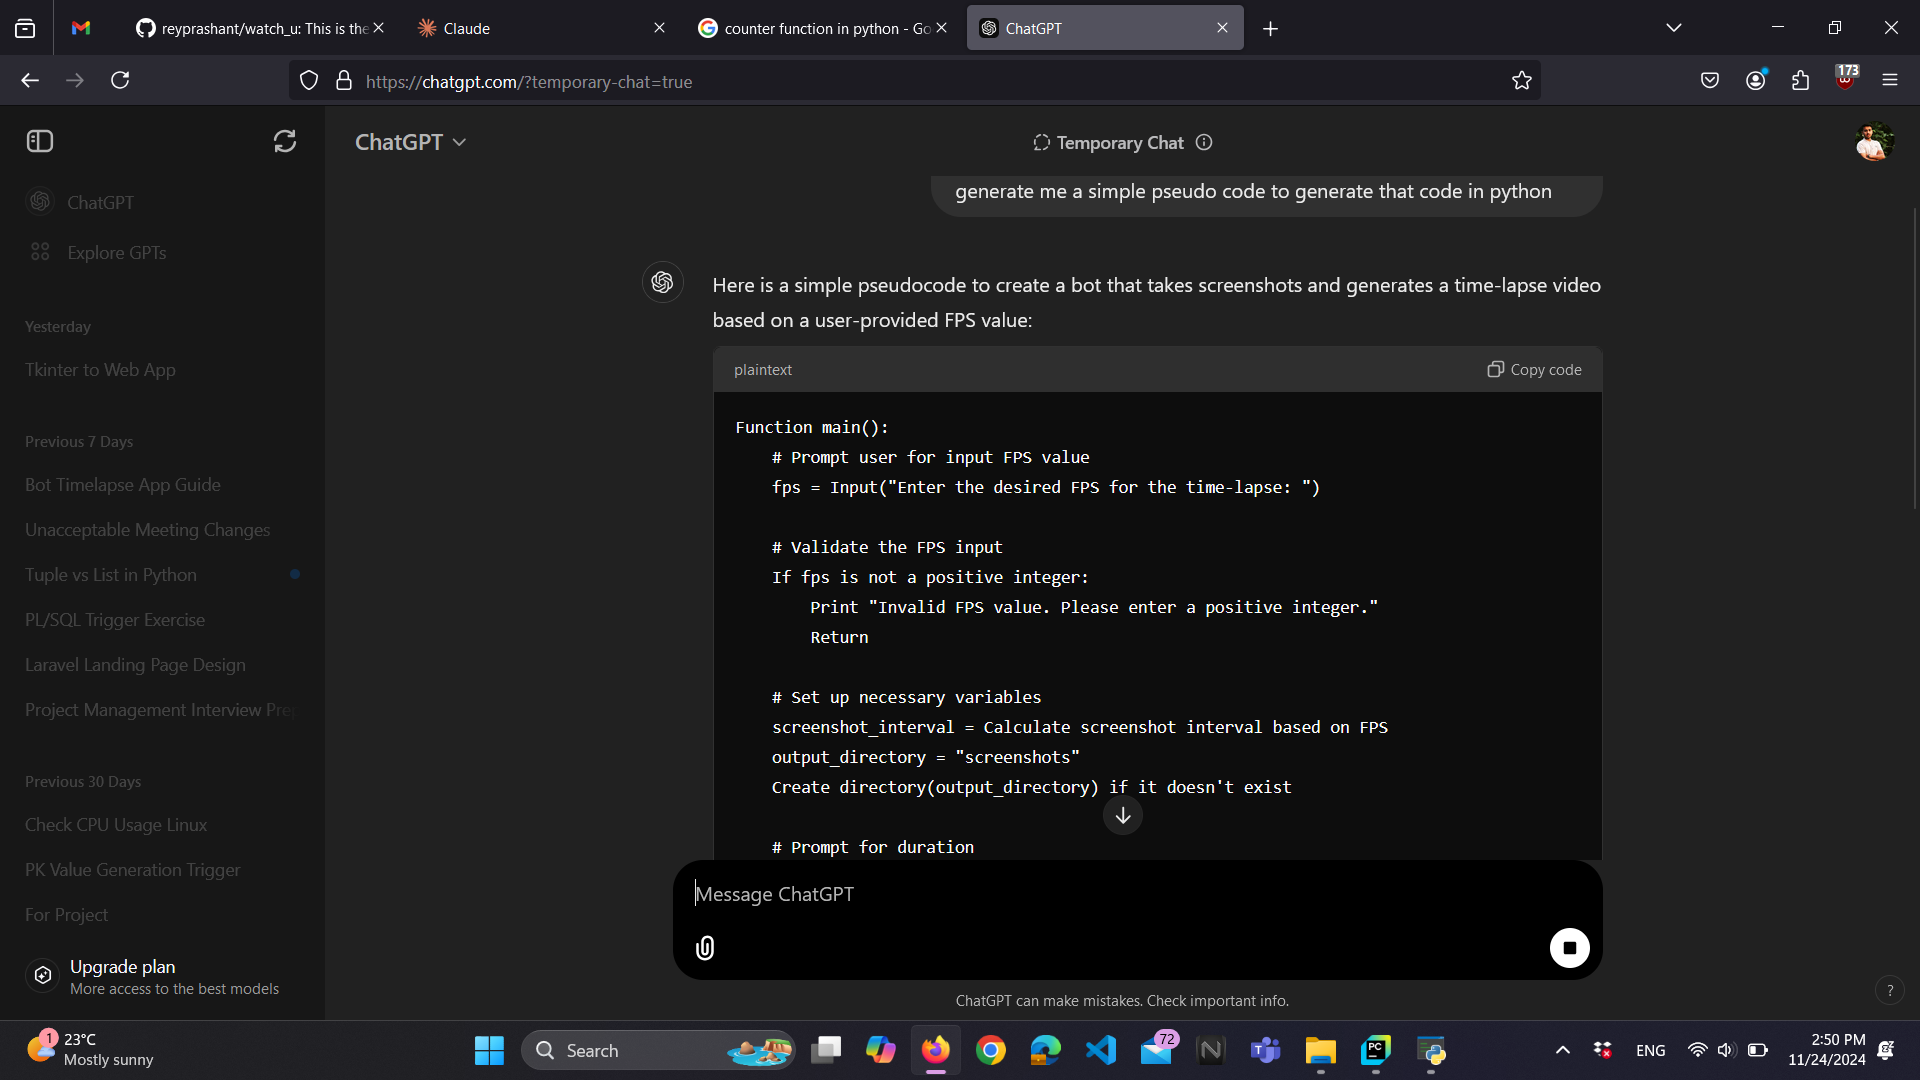 reyprashant/watch_u: This is the
Claude
counter function in python - Go
ChatGPT
https://chatgpt.com/?temporary-chat=true
173
ChatGPT
Temporary Chat
ChatGPT
Explore GPTs
Yesterday
Tkinter to Web App
Previous 7 Days
Bot Timelapse App Guide
Unacceptable Meeting Changes
Tuple vs List in Python
PL/SQL Trigger Exercise
Laravel Landing Page Design
Project Management Interview Prep
Previous 30 Days
Check CPU Usage Linux
PK Value Generation Trigger
For Project
Upgrade plan
More access to the best models
generate me a simple pseudo code to generate that code in python
Here is a simple pseudocode to create a bot that takes screenshots and generates a time-lapse video
based on a user-provided FPS value:
plaintext
Copy code
Function main():
# Prompt user for input FPS value
fps = Input("Enter the desired FPS for the time-lapse: ")
# Validate the FPS input
If fps is not a positive integer:
Print "Invalid FPS value. Please enter a positive integer."
Return
# Set up necessary variables
screenshot_interval = Calculate screenshot interval based on FPS
output_directory = "screenshots"
Create directory(output_directory) if it doesn't exist
# Prompt for duration
Message ChatGPT
ChatGPT can make mistakes. Check important info.
?
1
23°C
Mostly sunny
Search
72
PC
ENG
2:50 PM
11/24/2024